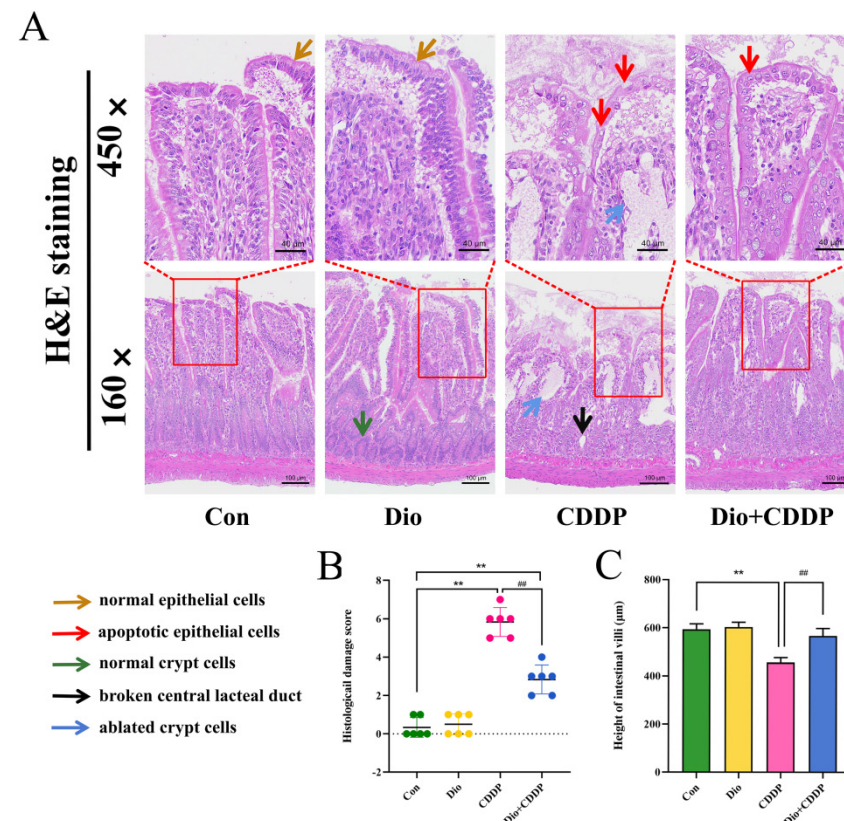 A
H&E staining
450 ×
160 ×
40 μm
40 μm
40 μm
40 μm
100 μm
100 μm
100 μm
100 μm
Con
Dio
CDDP
Dio+CDDP
normal epithelial cells
apoptotic epithelial cells
normal crypt cells
broken central lacteal duct
ablated crypt cells
B
**
**
##
Histologicail damage score
8
6
4
2
0
-2
Con
Dio
CDDP
Dio+CDDP
C
**
##
Height of intestinal villi (μm)
800
600
400
200
0
Con
Dio
CDDP
Dio+CDDP